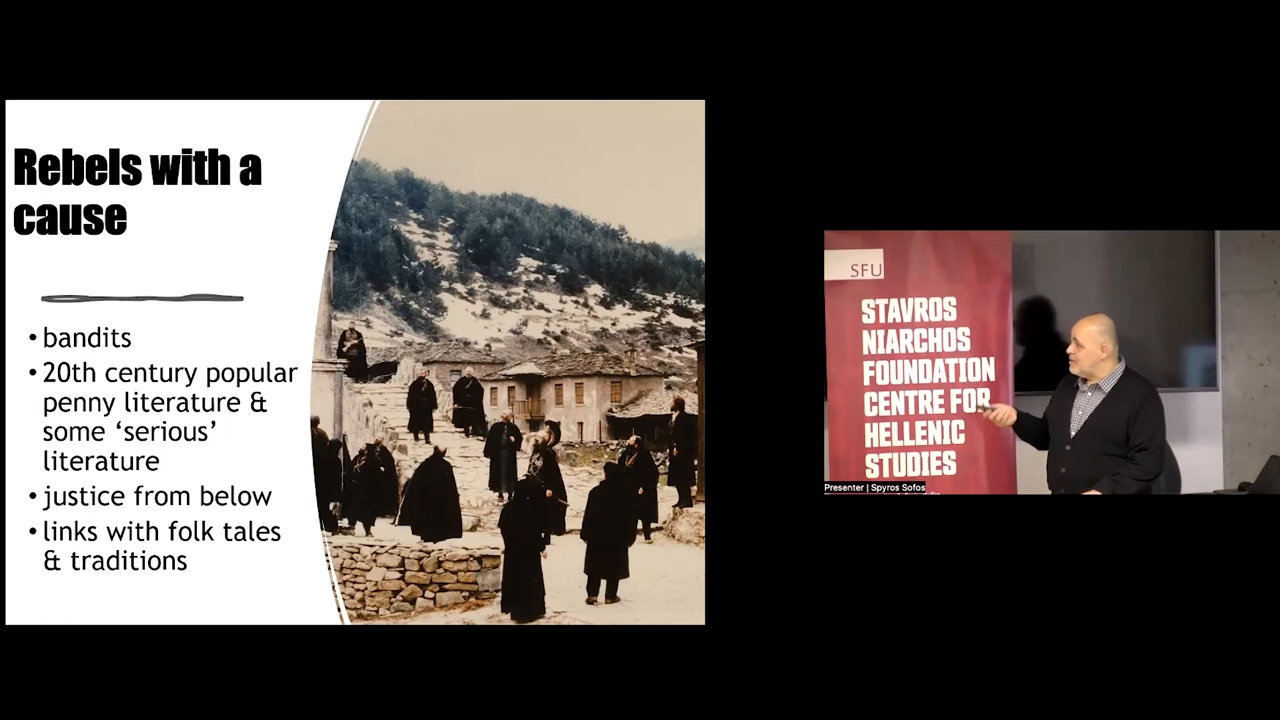 Rebels with a
cause
• bandits
• 20th century popular
penny literature &
some ‘serious’
literature
• justice from below
• links with folk tales
& traditions
SFU
STAVROS
NIARCHOS
FOUNDATION
CENTRE FOR
HELLENIC
STUDIES
Presenter | Spyros Sofos